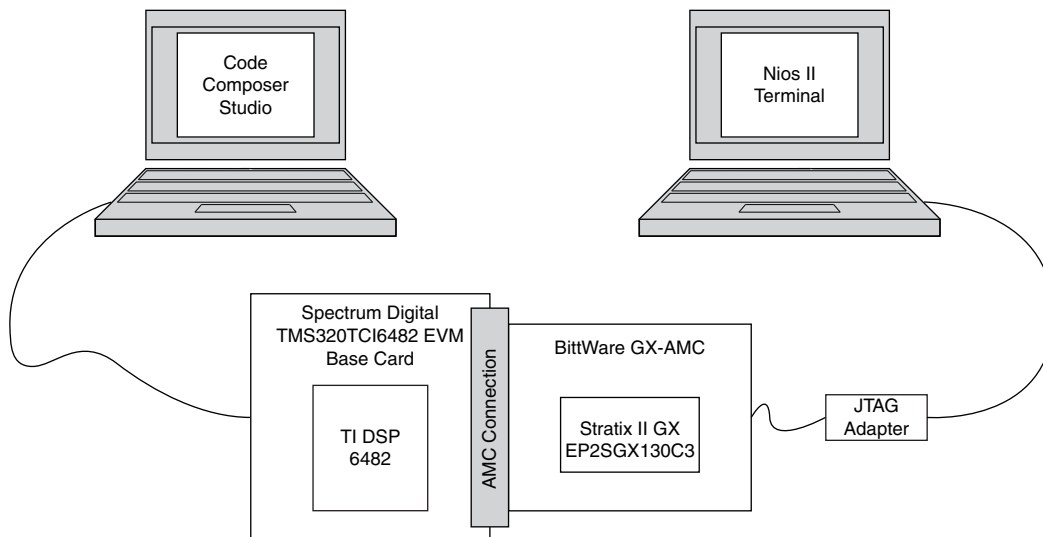 Code
Composer
Studio
Nios II
Terminal
Spectrum Digital
TMS320TCI6482 EVM
Base Card
TI DSP
6482
AMC Connection
BittWare GX-AMC
Stratix II GX
EP2SGX130C3
JTAG
Adapter